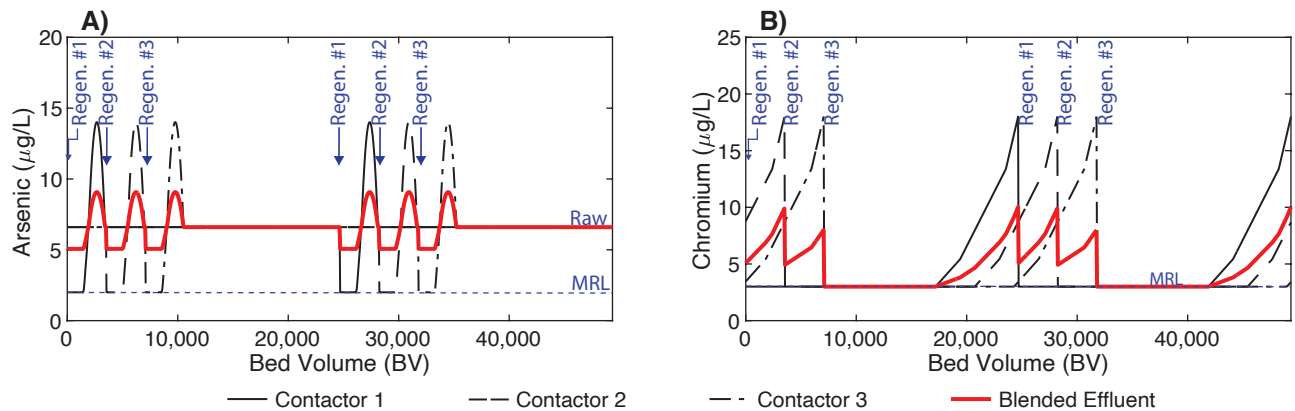 A)
20
15
10
5
0
Arsenic (µg/L)
Regen. #1
Regen. #2
Regen. #3
Regen. #1
Regen. #2
Regen. #3
Raw
MRL
0
10,000
20,000
30,000
40,000
Bed Volume (BV)
B)
25
20
15
10
5
0
Chromium (µg/L)
Regen. #1
Regen. #2
Regen. #3
Regen. #1
Regen. #2
Regen. #3
MRL
0
10,000
20,000
30,000
40,000
Bed Volume (BV)
Contactor 1
Contactor 2
Contactor 3
Blended Effluent